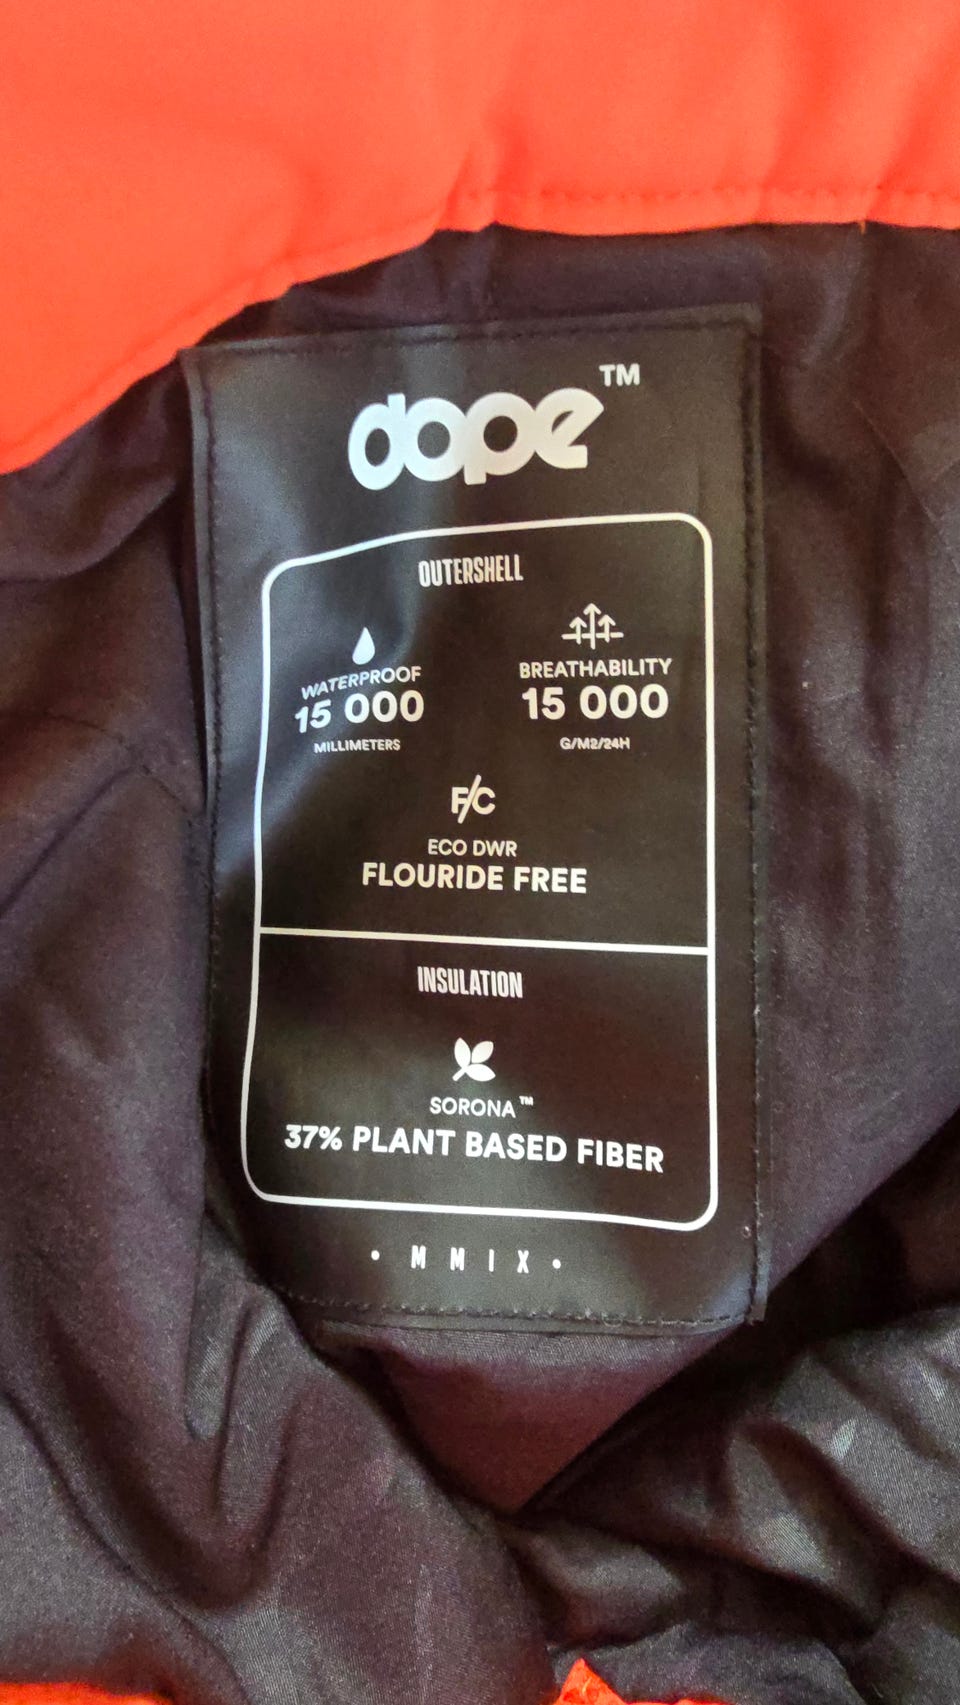 dope™
OUTERSHELL
WATERPROOF
15 000
MILLIMETERS
BREATHABILITY
15 000
G/M2/24H
F/C
ECO DWR
FLOURIDE FREE
INSULATION
SORONA™
37% PLANT BASED FIBER
• M M I X •